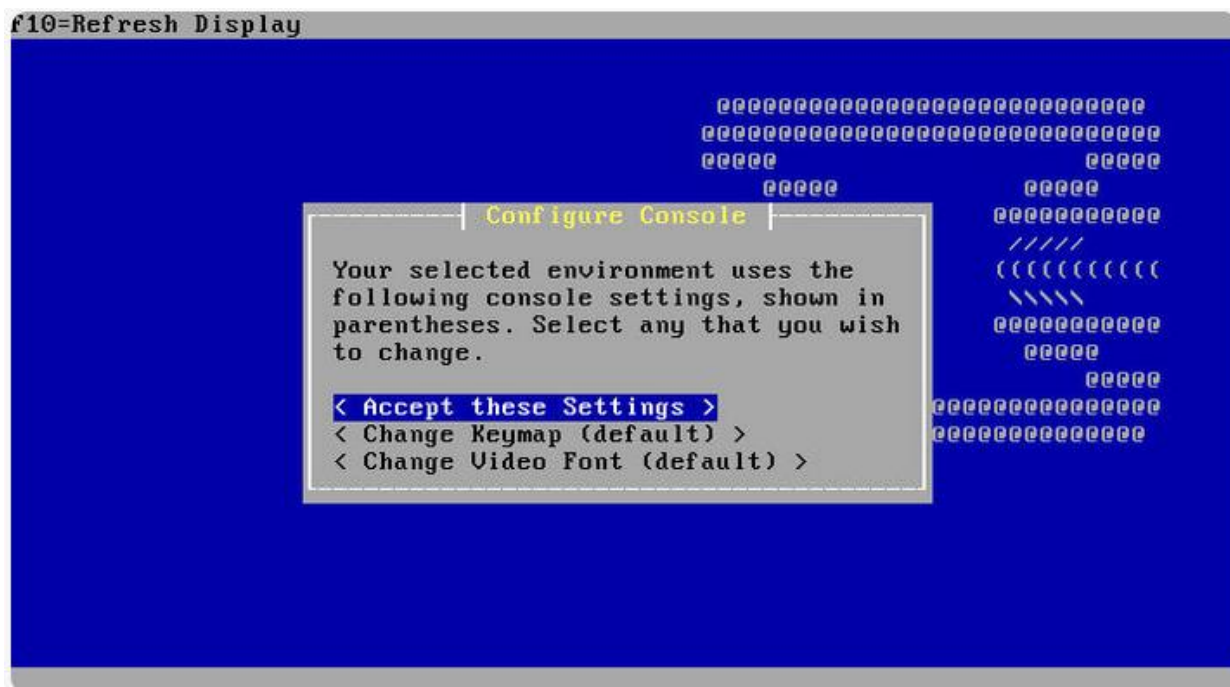 f10=Refresh Display
@@@@@@@@@@@@@@@@@@@@@@@@@@@@
@@@@@@@@@@@@@@@@@@@@@@@@@@@@@@
@@@@@ @@@@@
@@@@@ @@@@@
Configure Console @@@@@@@@@@@
/////
Your selected environment uses the (((((((((((
following console settings, shown in \\\\\
parentheses. Select any that you wish @@@@@@@@@@@
to change. @@@@@
@@@@@
< Accept these Settings > @@@@@@@@@@@@@@@
< Change Keymap (default) > @@@@@@@@@@@@@@
< Change Video Font (default) >